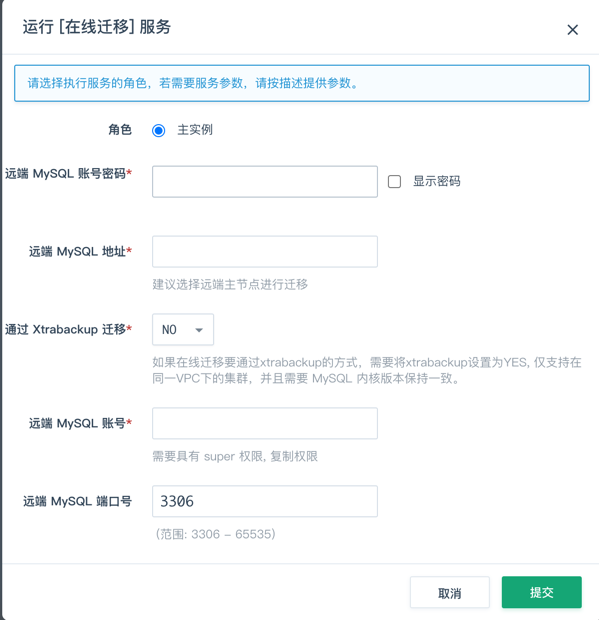 运行 [在线迁移] 服务
请选择执行服务的角色，若需要服务参数，请按描述提供参数。
角色 主实例
远端 MySQL 账号密码* 显示密码
远端 MySQL 地址*
建议选择远端主节点进行迁移
通过 Xtrabackup 迁移* NO
如果在线迁移要通过xtrabackup的方式，需要将xtrabackup设置为YES, 仅支持在
同一VPC下的集群，并且需要 MySQL 内核版本保持一致。
远端 MySQL 账号*
需要具有 super 权限, 复制权限
远端 MySQL 端口号 3306
（范围: 3306 - 65535）
取消 提交